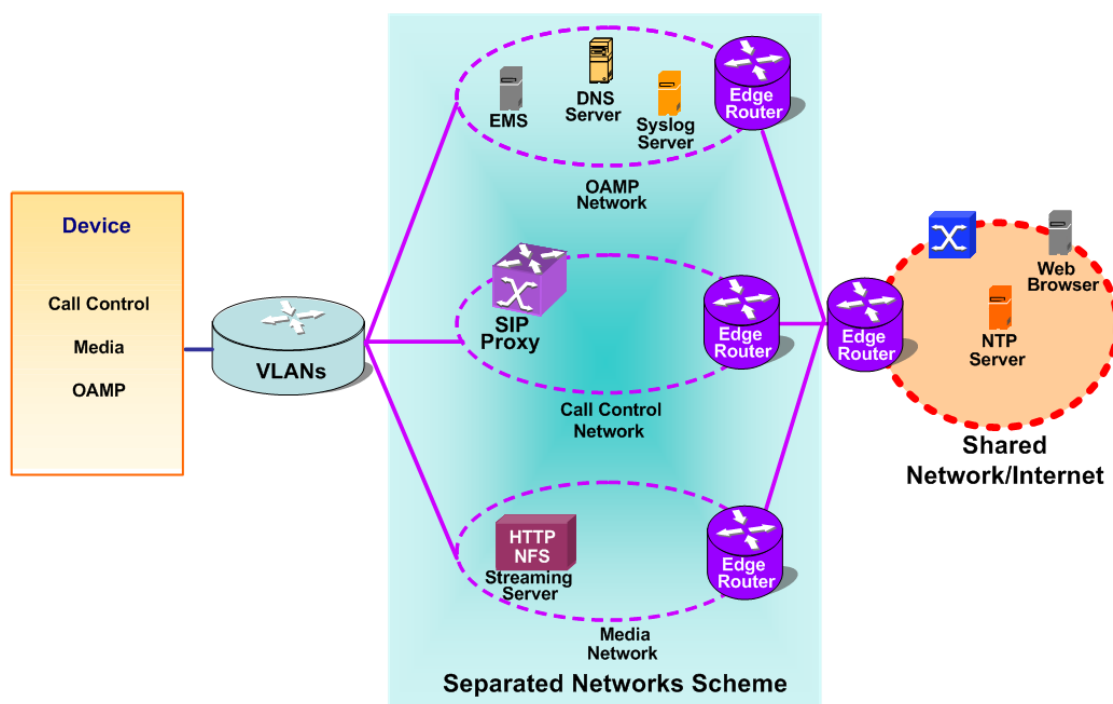 Device
Call Control
Media
OAMP
VLANs
EMS
DNS
Server
Syslog
Server
Edge
Router
OAMP
Network
SIP
Proxy
Edge
Router
Call Control
Network
HTTP
NFS
Streaming
Server
Edge
Router
Media
Network
Separated Networks Scheme
Edge
Router
Web
Browser
NTP
Server
Shared
Network/Internet